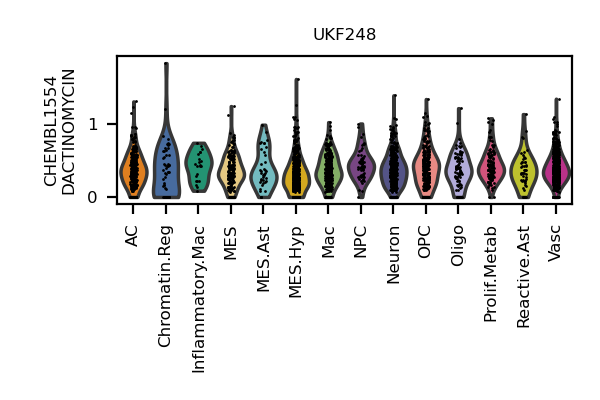 UKF248
CHEMBL1554
DACTINOMYCIN
1
0
AC
Chromatin.Reg
Inflammatory.Mac
MES
MES.Ast
MES.Hyp
Mac
NPC
Neuron
OPC
Oligo
Prolif.Metab
Reactive.Ast
Vasc